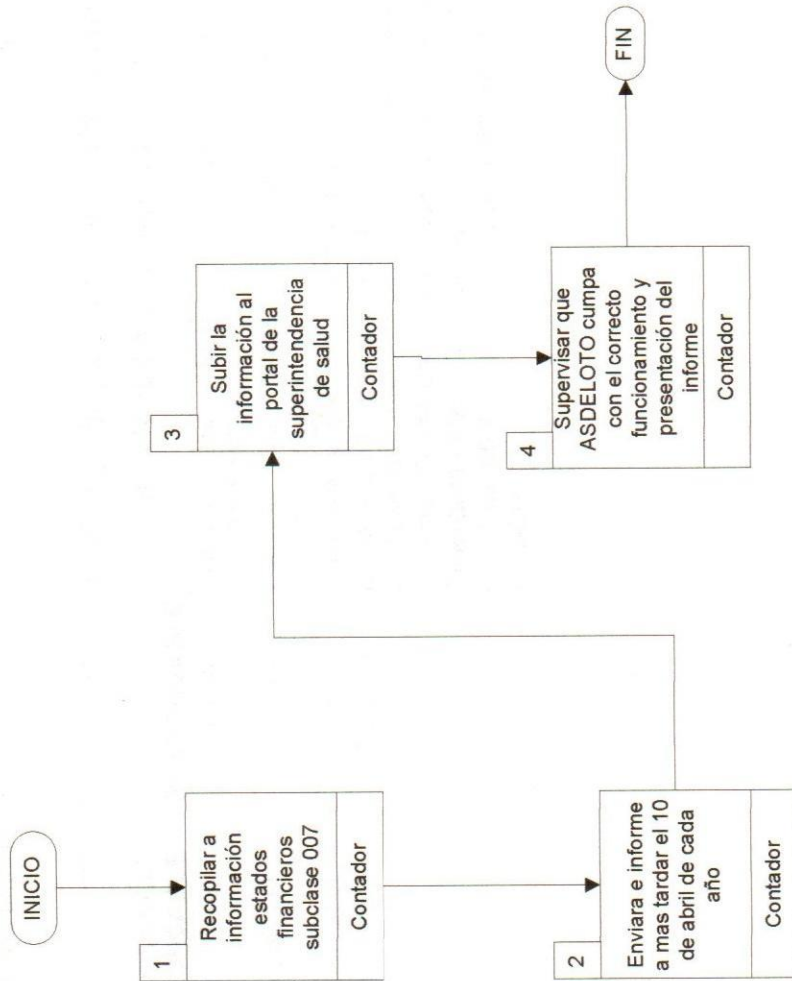 INICIO
1
Recopilar a
información
estados
financieros
subclase 007
Contador
2
Enviara e informe
a mas tardar el 10
de abril de cada
año
Contador
3
Subir la
información al
portal de la
superintendencia
de salud
Contador
4
Supervisar que
ASDELOTO cumpa
con el correcto
funcionamiento y
presentación del
informe
Contador
FIN